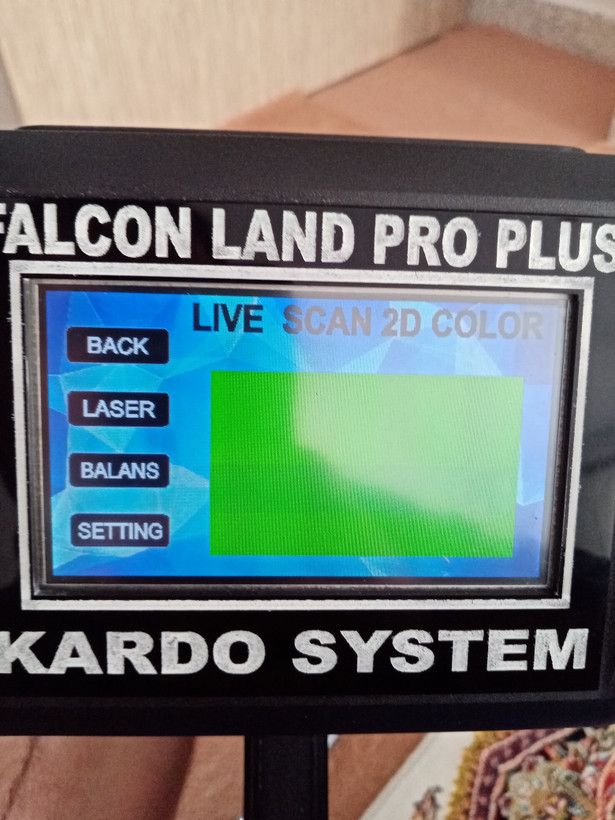 FALCON LAND PRO PLUS
LIVE SCAN 2D COLOR
BACK
LASER
BALANS
SETTING
KARDO SYSTEM